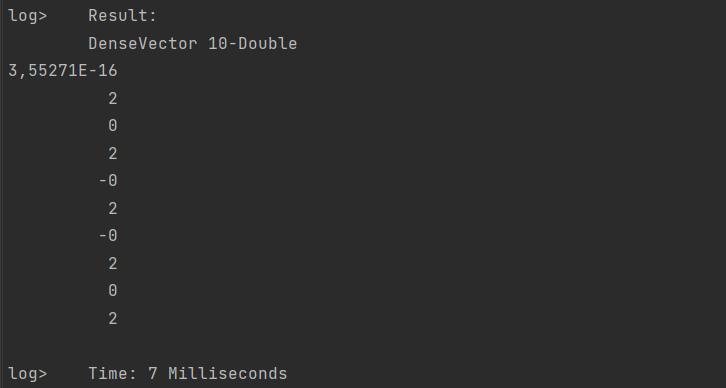 log>    Result:
        DenseVector 10-Double
3,55271E-16
          2
          0
          2
         -0
          2
         -0
          2
          0
          2
log>    Time: 7 Milliseconds